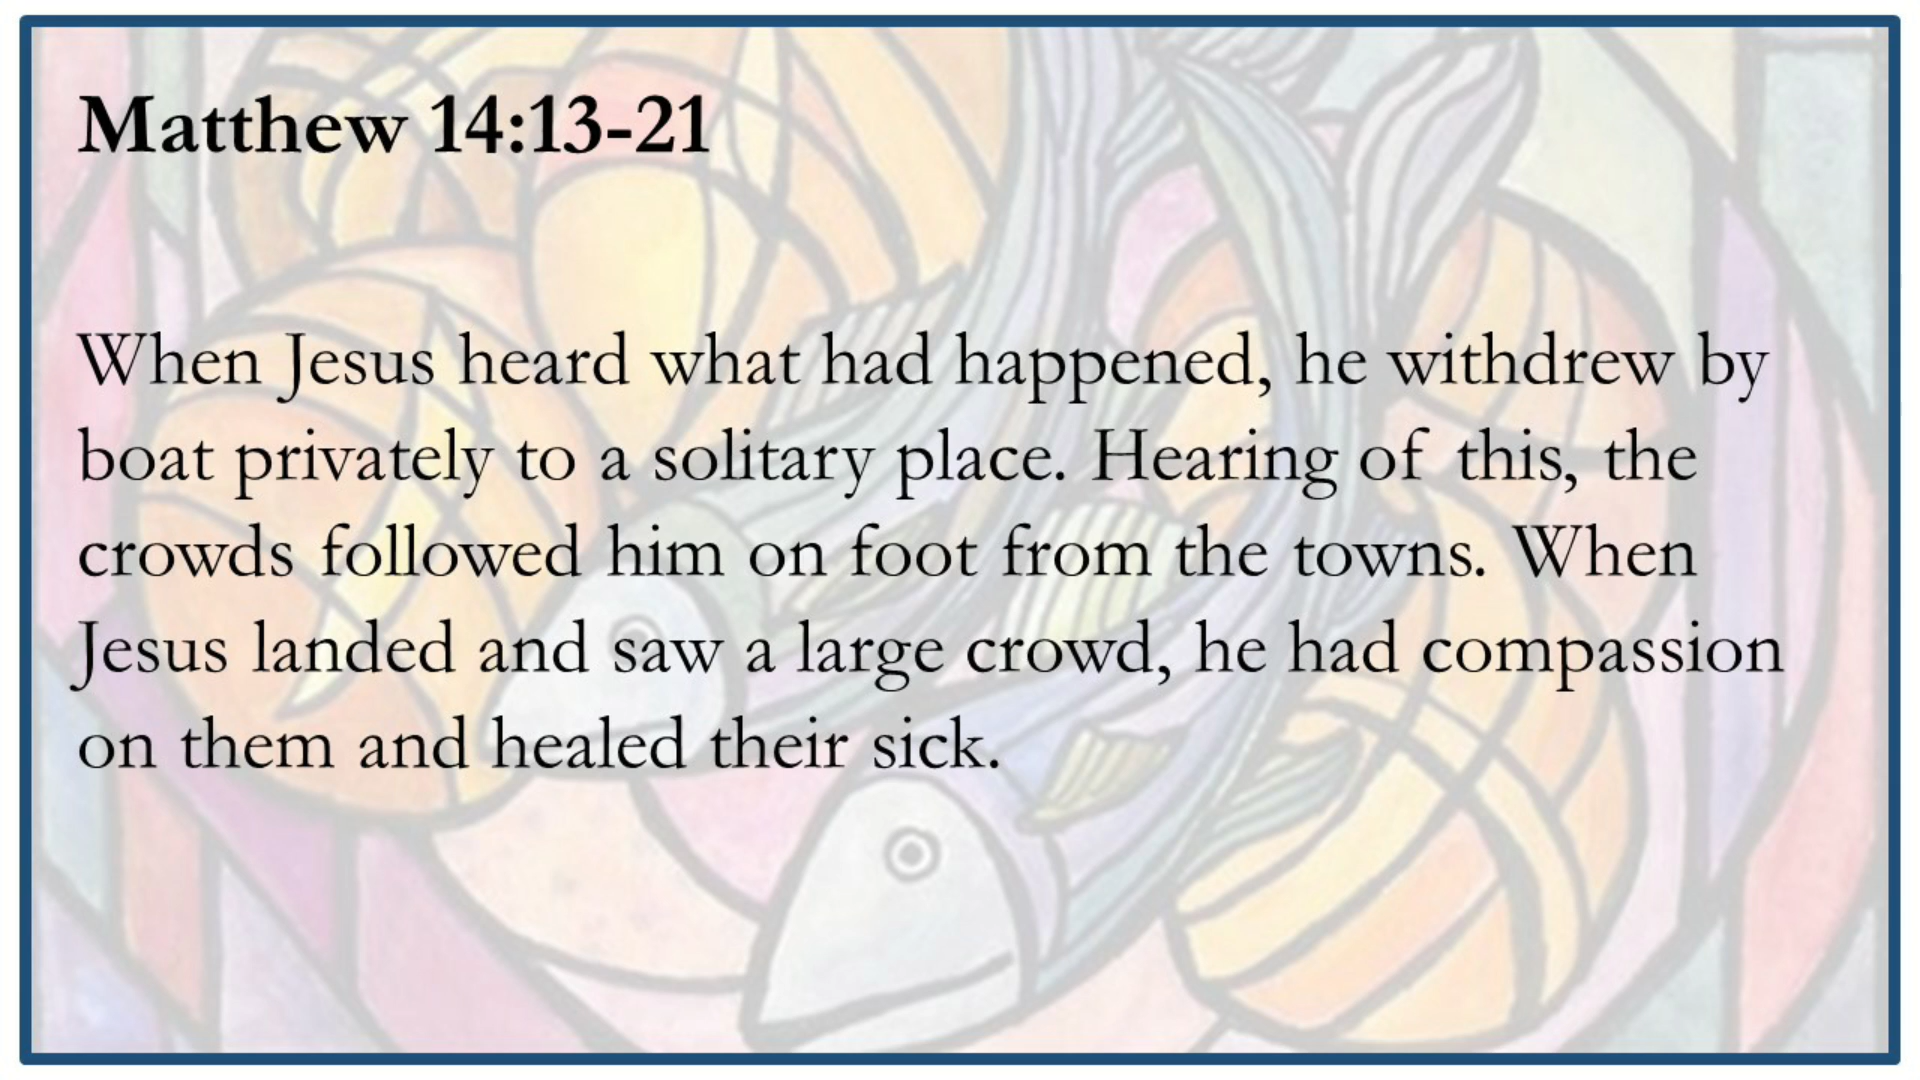 Matthew 14:13-21
When Jesus heard what had happened, he withdrew by
boat privately to a solitary place. Hearing of this, the
crowds followed him on foot from the towns. When
Jesus landed and saw a large crowd, he had compassion
on them and healed their sick.